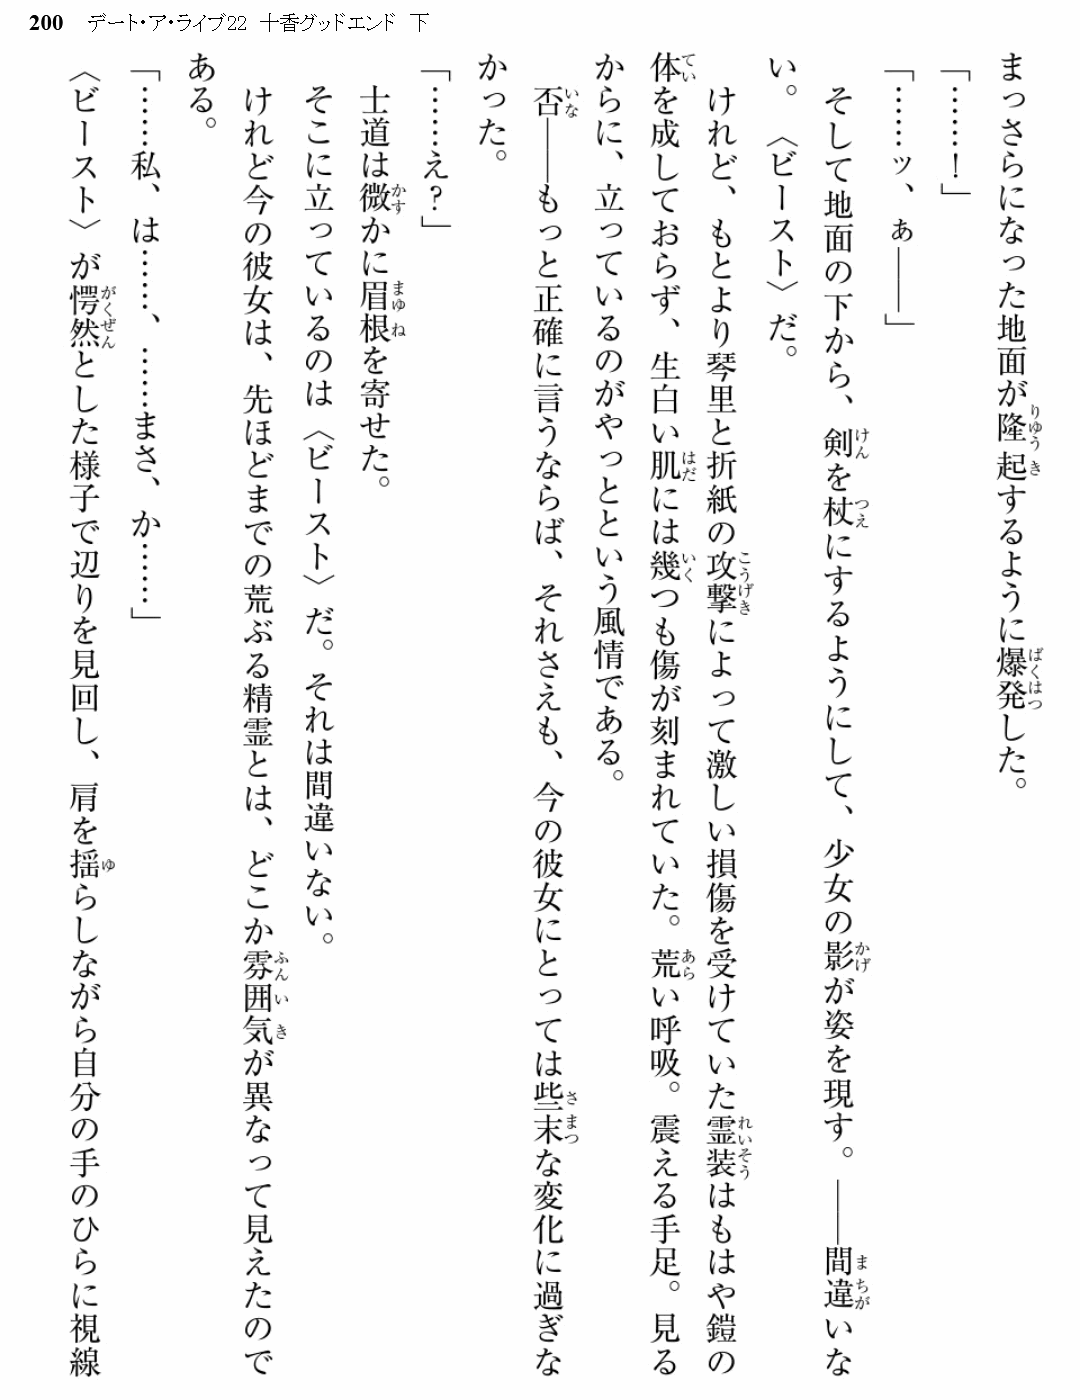 200 デート・ア・ライブ22 十香グッドエンド 下
まっさらになった地面が隆起するように爆発した。
「………！」
「……ッ、ぁ――」
そして地面の下から、剣を杖にするようにして、少女の影が姿を現す。――間違いな
い。〈ビースト〉だ。
けれど、もとより琴里と折紙の攻撃によって激しい損傷を受けていた霊装はもはや鎧の
体を成しておらず、生白い肌には幾つも傷が刻まれていた。荒い呼吸。震える手足。見る
からに、立っているのがやっとという風情である。
否――もっと正確に言うならば、それさえも、今の彼女にとっては些末な変化に過ぎな
かった。
「……え？」
士道は微かに眉根を寄せた。
そこに立っているのは〈ビースト〉だ。それは間違いない。
けれど今の彼女は、先ほどまでの荒ぶる精霊とは、どこか雰囲気が異なって見えたので
ある。
「……私、は……、……まさ、か……」
〈ビースト〉が愕然とした様子で辺りを見回し、肩を揺らしながら自分の手のひらに視線